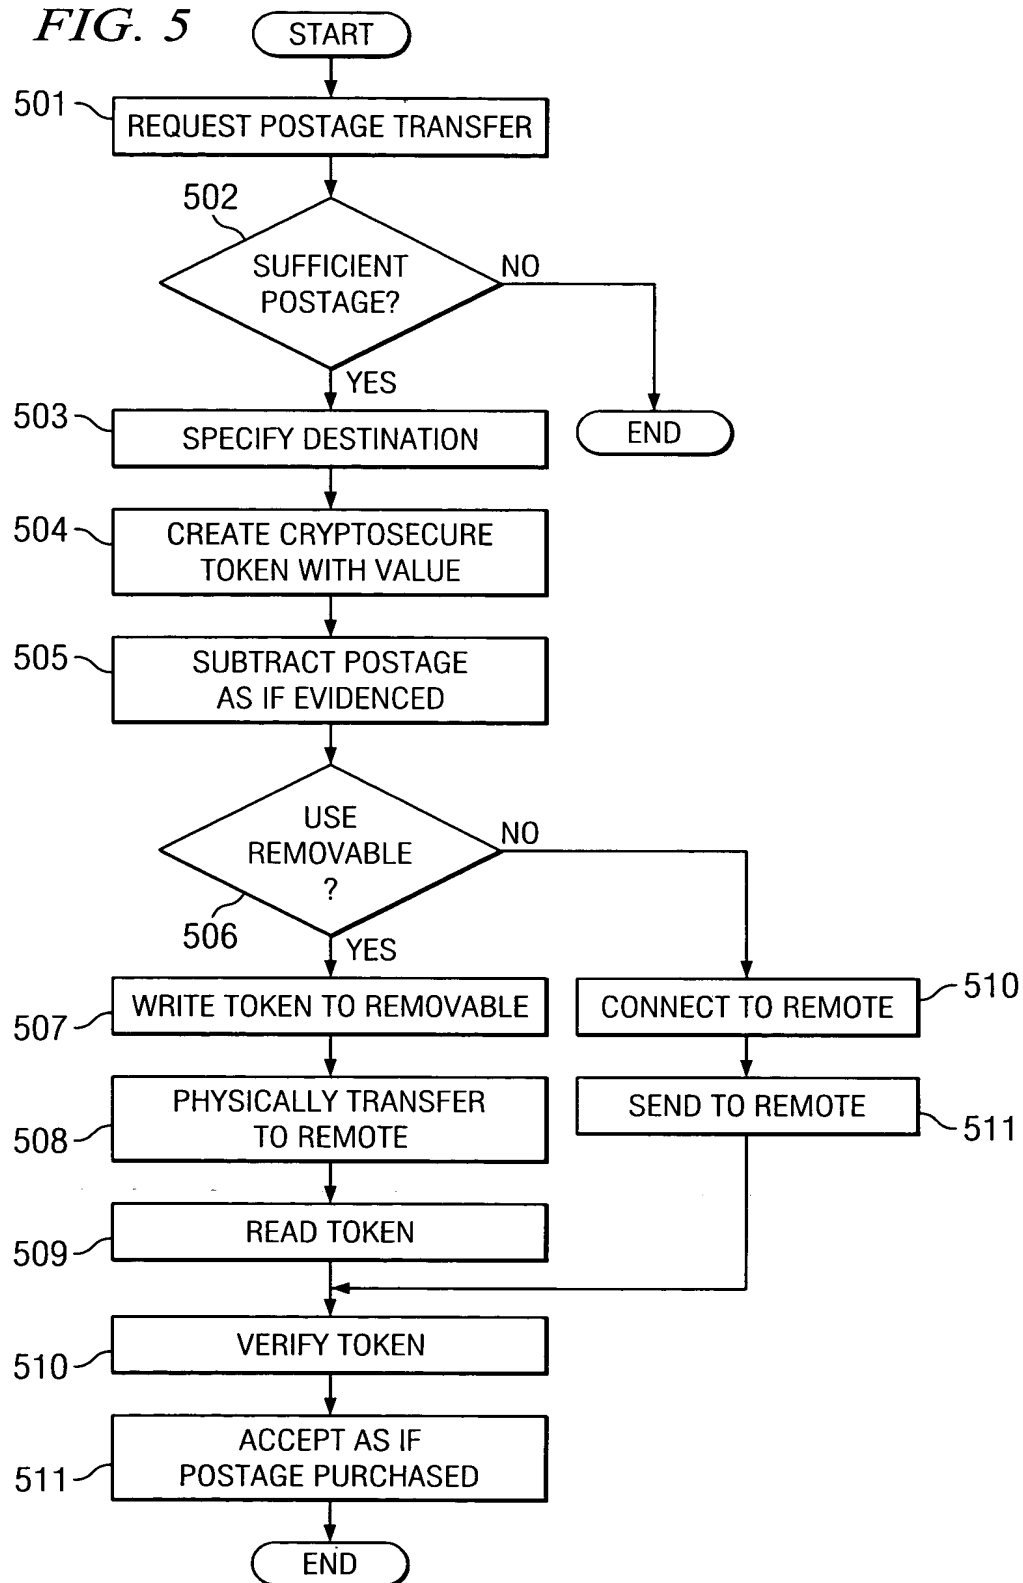 FIG. 5
START
501
REQUEST POSTAGE TRANSFER
502
SUFFICIENT
POSTAGE?
NO
YES
END
503
SPECIFY DESTINATION
504
CREATE CRYPTOSECURE
TOKEN WITH VALUE
505
SUBTRACT POSTAGE
AS IF EVIDENCED
USE
REMOVABLE
?
NO
506
YES
507
WRITE TOKEN TO REMOVABLE
CONNECT TO REMOTE
510
508
PHYSICALLY TRANSFER
TO REMOTE
SEND TO REMOTE
511
509
READ TOKEN
510
VERIFY TOKEN
511
ACCEPT AS IF
POSTAGE PURCHASED
END